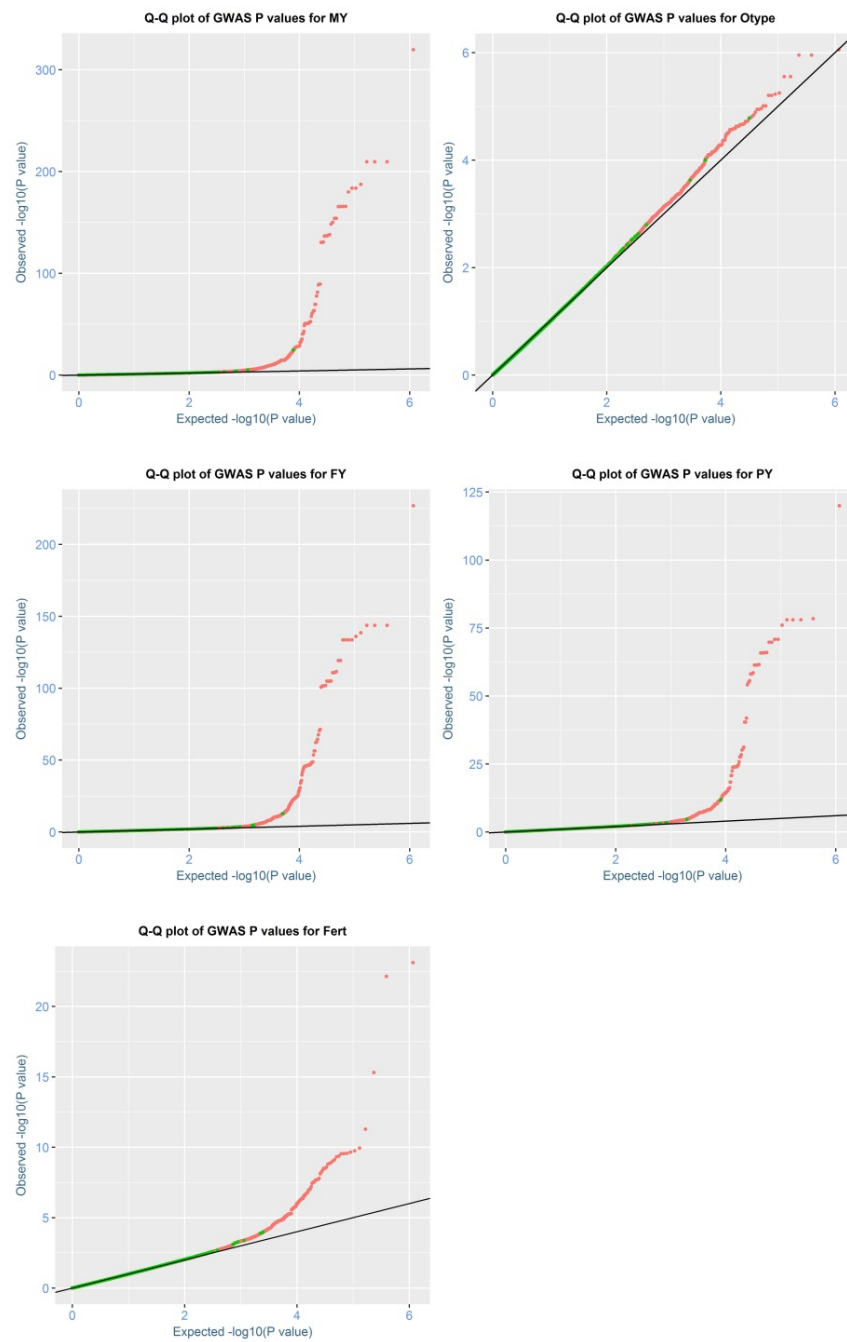 Q-Q plot of GWAS P values for MY
Observed -log10(P value)
300
200
100
0
0 2 4 6
Expected -log10(P value)
Q-Q plot of GWAS P values for Otype
Observed -log10(P value)
6
4
2
0
0 2 4 6
Expected -log10(P value)
Q-Q plot of GWAS P values for FY
Observed -log10(P value)
200
150
100
50
0
0 2 4 6
Expected -log10(P value)
Q-Q plot of GWAS P values for PY
Observed -log10(P value)
125
100
75
50
25
0
0 2 4 6
Expected -log10(P value)
Q-Q plot of GWAS P values for Fert
Observed -log10(P value)
20
15
10
5
0
0 2 4 6
Expected -log10(P value)